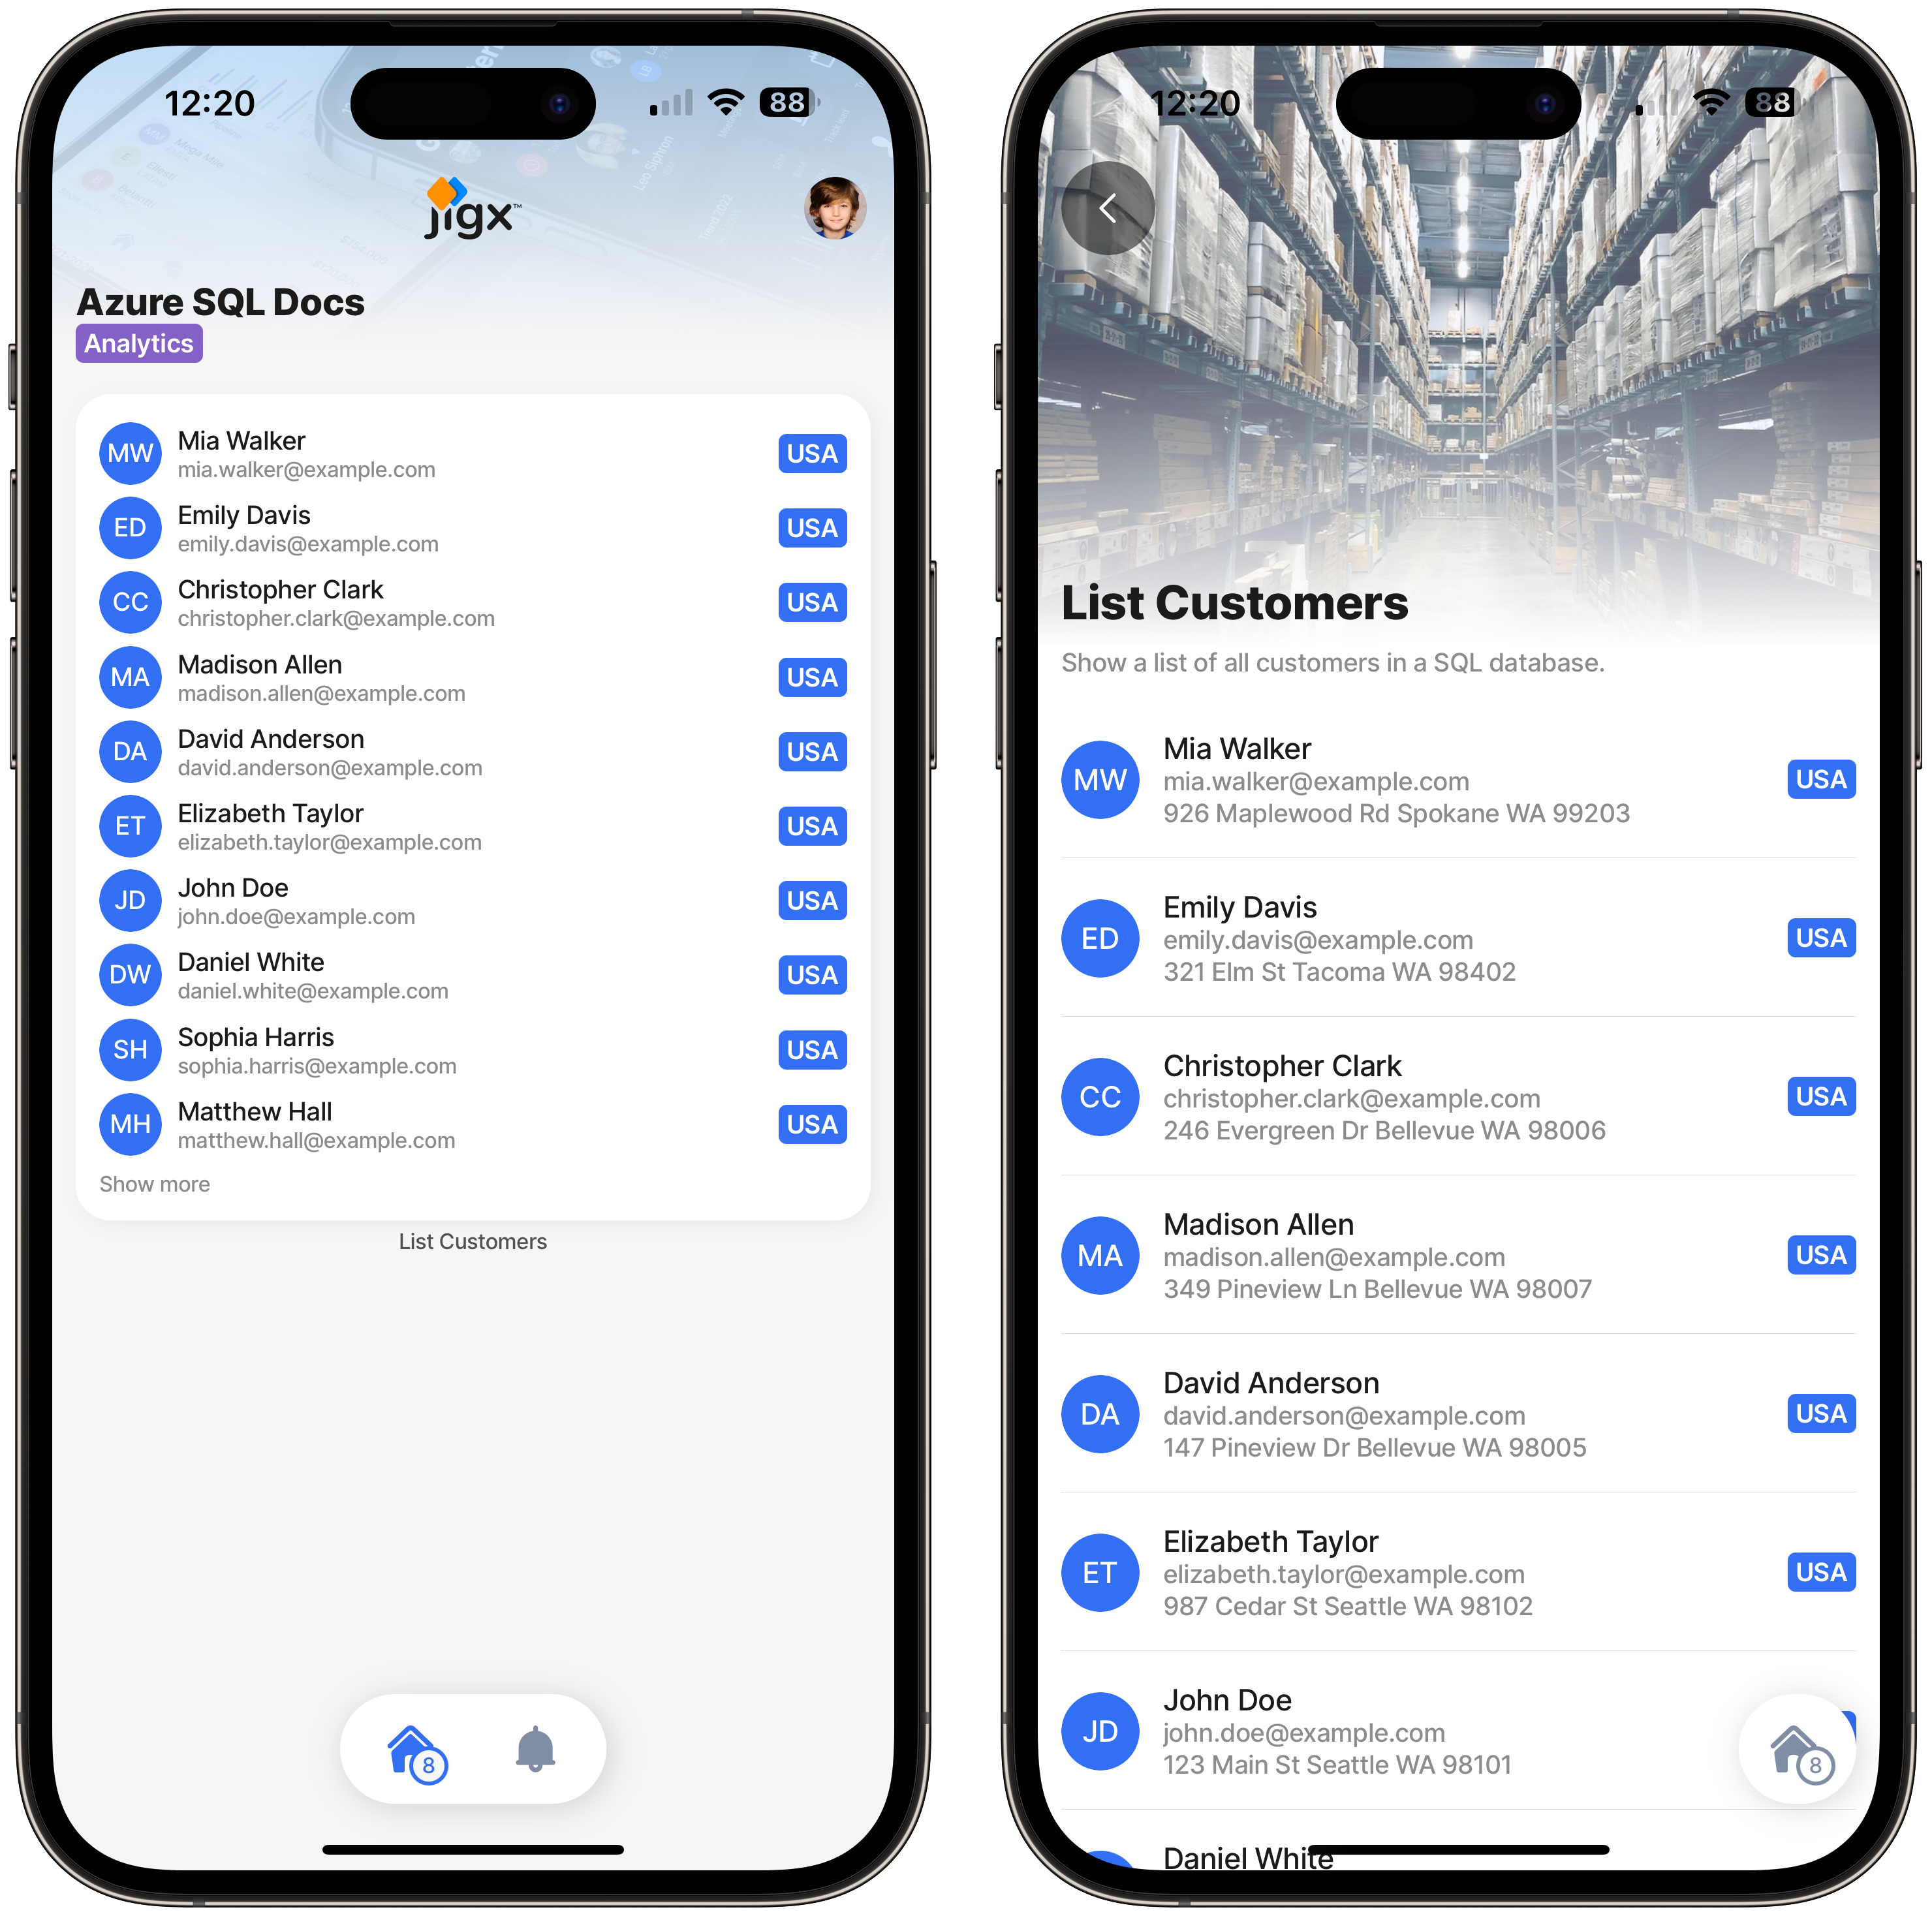 12:20
88
jigx™
Azure SQL Docs
Analytics
MW
Mia Walker
mia.walker@example.com
USA
ED
Emily Davis
emily.davis@example.com
USA
CC
Christopher Clark
christopher.clark@example.com
USA
MA
Madison Allen
madison.allen@example.com
USA
DA
David Anderson
david.anderson@example.com
USA
ET
Elizabeth Taylor
elizabeth.taylor@example.com
USA
JD
John Doe
john.doe@example.com
USA
DW
Daniel White
daniel.white@example.com
USA
SH
Sophia Harris
sophia.harris@example.com
USA
MH
Matthew Hall
matthew.hall@example.com
USA
Show more
List Customers
8
12:20
88
List Customers
Show a list of all customers in a SQL database.
MW
Mia Walker
mia.walker@example.com
926 Maplewood Rd Spokane WA 99203
USA
ED
Emily Davis
emily.davis@example.com
321 Elm St Tacoma WA 98402
USA
CC
Christopher Clark
christopher.clark@example.com
246 Evergreen Dr Bellevue WA 98006
USA
MA
Madison Allen
madison.allen@example.com
349 Pineview Ln Bellevue WA 98007
USA
DA
David Anderson
david.anderson@example.com
147 Pineview Dr Bellevue WA 98005
USA
ET
Elizabeth Taylor
elizabeth.taylor@example.com
987 Cedar St Seattle WA 98102
USA
JD
John Doe
john.doe@example.com
123 Main St Seattle WA 98101
8
Daniel White